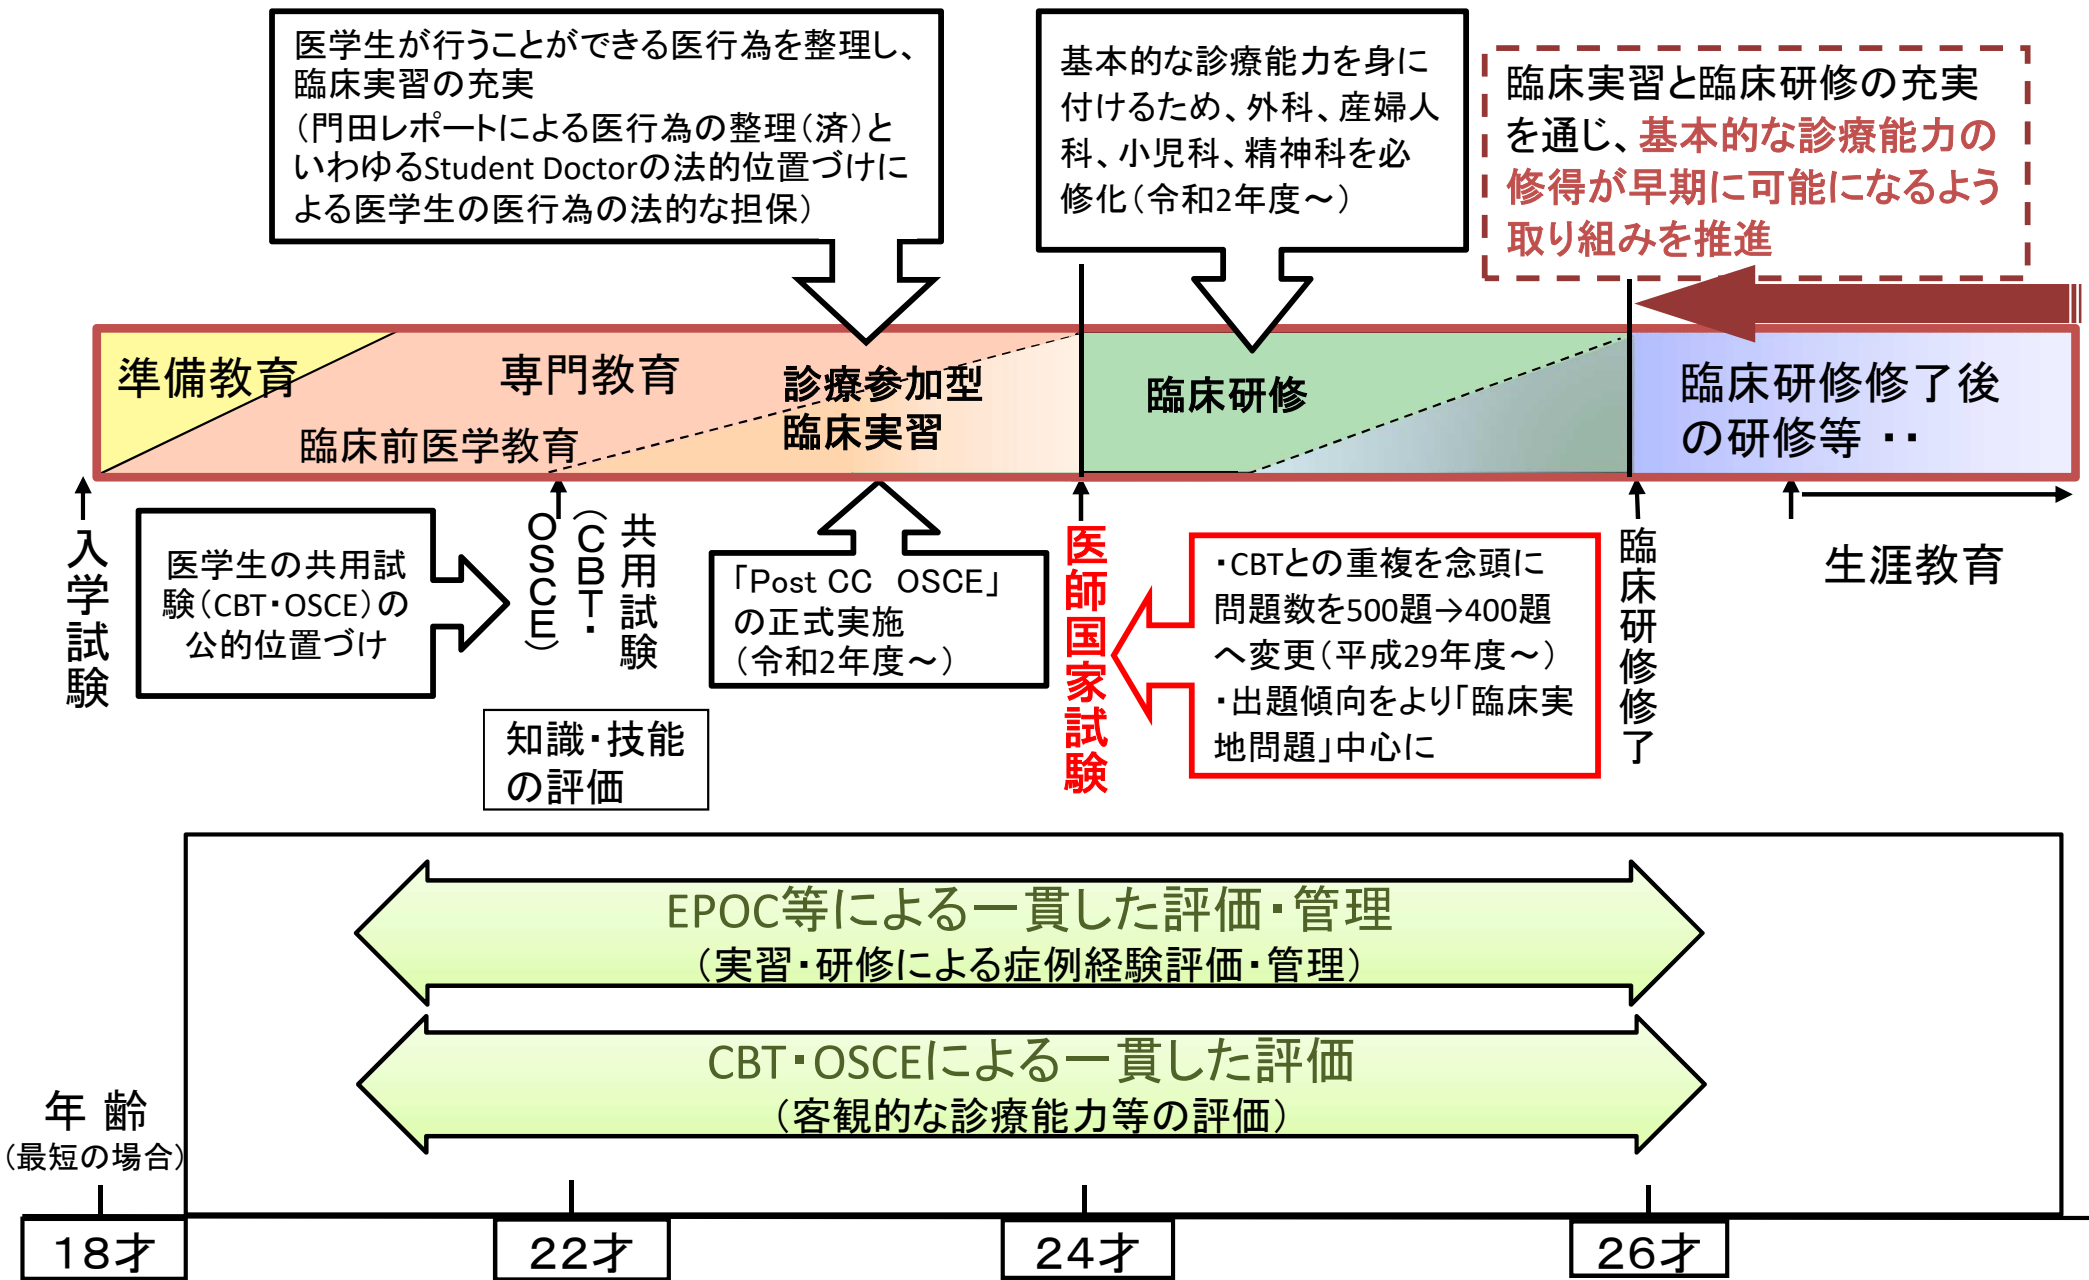 医学生が行うことができる医行為を整理し、
臨床実習の充実
（門田レポートによる医行為の整理（済）と
いわゆるStudent Doctorの法的位置づけに
よる医学生の医行為の法的な担保）
基本的な診療能力を身に
付けるため、外科、産婦人
科、小児科、精神科を必
修化（令和2年度～）
臨床実習と臨床研修の充実
を通じ、基本的な診療能力の
修得が早期に可能になるよう
取り組みを推進
準備教育
専門教育
臨床前医学教育
診療参加型
臨床実習
臨床研修
臨床研修修了後
の研修等 ・・
入学試験
医学生の共用試
験（CBT・OSCE）の
公的位置づけ
共用試験
（ＣＢＴ・
ＯＳＣＥ）
「Post CC　OSCE」
の正式実施
（令和2年度～）
医師国家試験
・CBTとの重複を念頭に
問題数を500題→400題
へ変更（平成29年度～）
・出題傾向をより「臨床実
地問題」中心に
臨床研修修了
生涯教育
知識・技能
の評価
EPOC等による一貫した評価・管理
（実習・研修による症例経験評価・管理）
CBT・OSCEによる一貫した評価
（客観的な診療能力等の評価）
年 齢
（最短の場合）
１８才
２２才
２４才
２６才